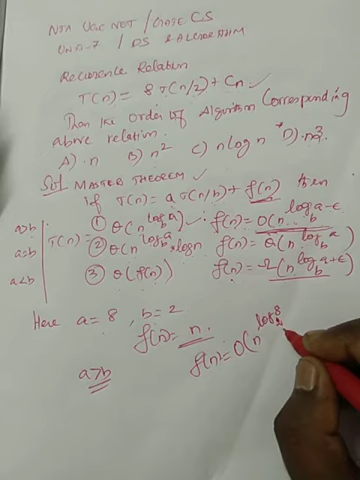 NTA UGC NET / GATE CS
UNIT-7 / DS & ALGORITHM
Recurrence Relation
T(n) = 8T(n/2) + Cn ✓
Then the order of Algorithm Corresponding
above relation.
A) n B) n² C) n log n D) n³
Sol MASTER THEOREM ✓
if T(n) = a T(n/b) + f(n) then
a>b ① Θ(n^log_b a) ✓ : f(n) = O(n^log_b a-ε)
a=b T(n) = ② Θ(n^log_b a) * logn f(n) = Θ(n^log_b a)
a<b ③ Θ(f(n)) f(n) = Ω(n^log_b a+ε)
Here a = 8, b = 2
f(n) = n.
a>b f(n) = O(n^log 8